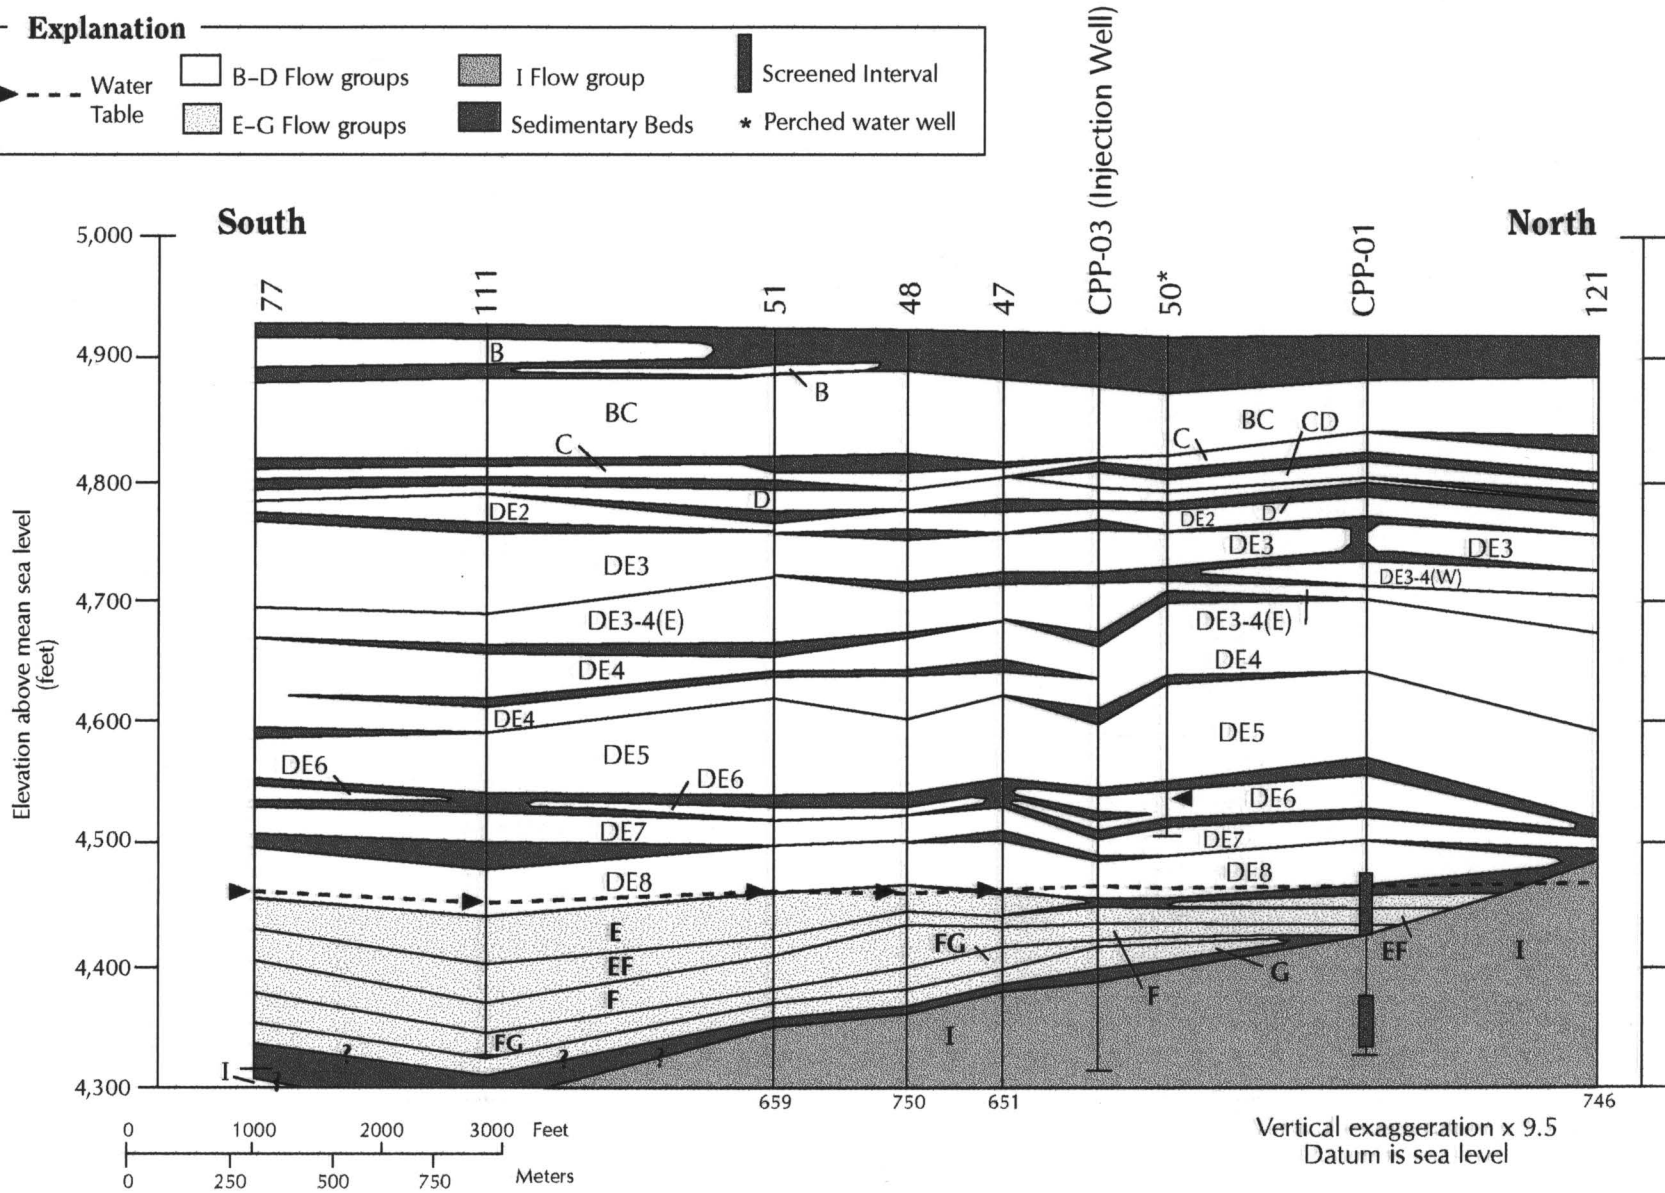 Explanation
Water
Table
B–D Flow groups
E–G Flow groups
I Flow group
Sedimentary Beds
Screened Interval
* Perched water well
South
North
77
111
51
48
47
CPP-03 (Injection Well)
50*
CPP-01
121
Elevation above mean sea level
(feet)
5,000
4,900
4,800
4,700
4,600
4,500
4,400
4,300
B
B
BC
BC
C
C
CD
D
D
DE2
DE2
DE3
DE3
DE3
DE3-4(W)
DE3-4(E)
DE3-4(E)
DE4
DE4
DE4
DE5
DE5
DE6
DE6
DE6
DE7
DE7
DE8
DE8
E
EF
EF
F
F
FG
FG
G
I
I
I
?
?
?
?
659
750
651
746
0 1000 2000 3000 Feet
0 250 500 750 Meters
Vertical exaggeration x 9.5
Datum is sea level